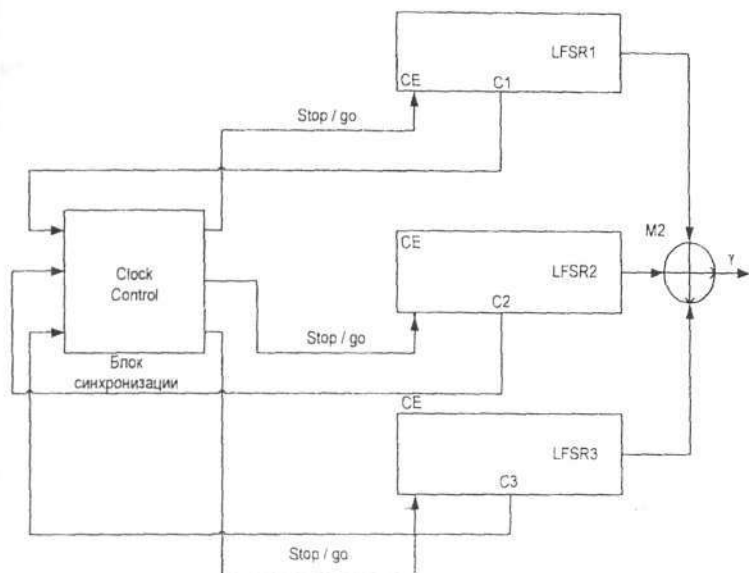 LFSR1
CE
C1
Stop / go
CE
M2
γ
LFSR2
Clock
Control
C2
Stop / go
Блок
синхронизации
CE
LFSR3
C3
Stop / go